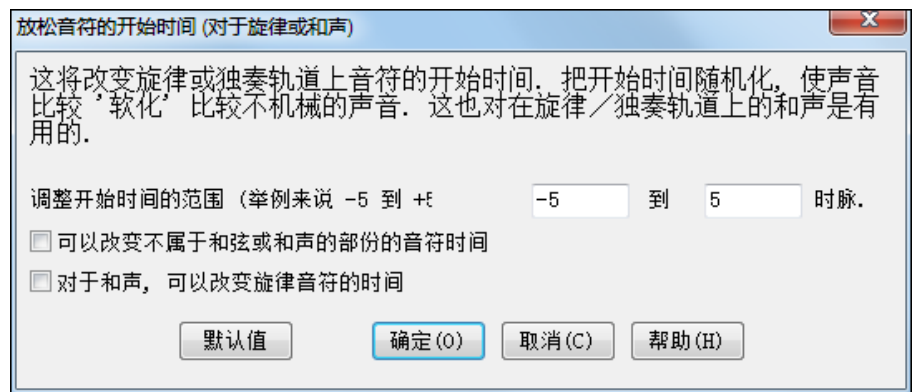 放松音符的开始时间 (对于旋律或和声)
这将改变旋律或独奏轨道上音符的开始时间. 把开始时间随机化, 使声音
比较 '软化' 比较不机械的声音. 这也对在旋律／独奏轨道上的和声是有
用的.
调整开始时间的范围 (举例来说 -5 到 +5 -5 到 5 时脉.
可以改变不属于和弦或和声的部份的音符时间
对于和声, 可以改变旋律音符的时间
默认值 确定(O) 取消(C) 帮助(H)